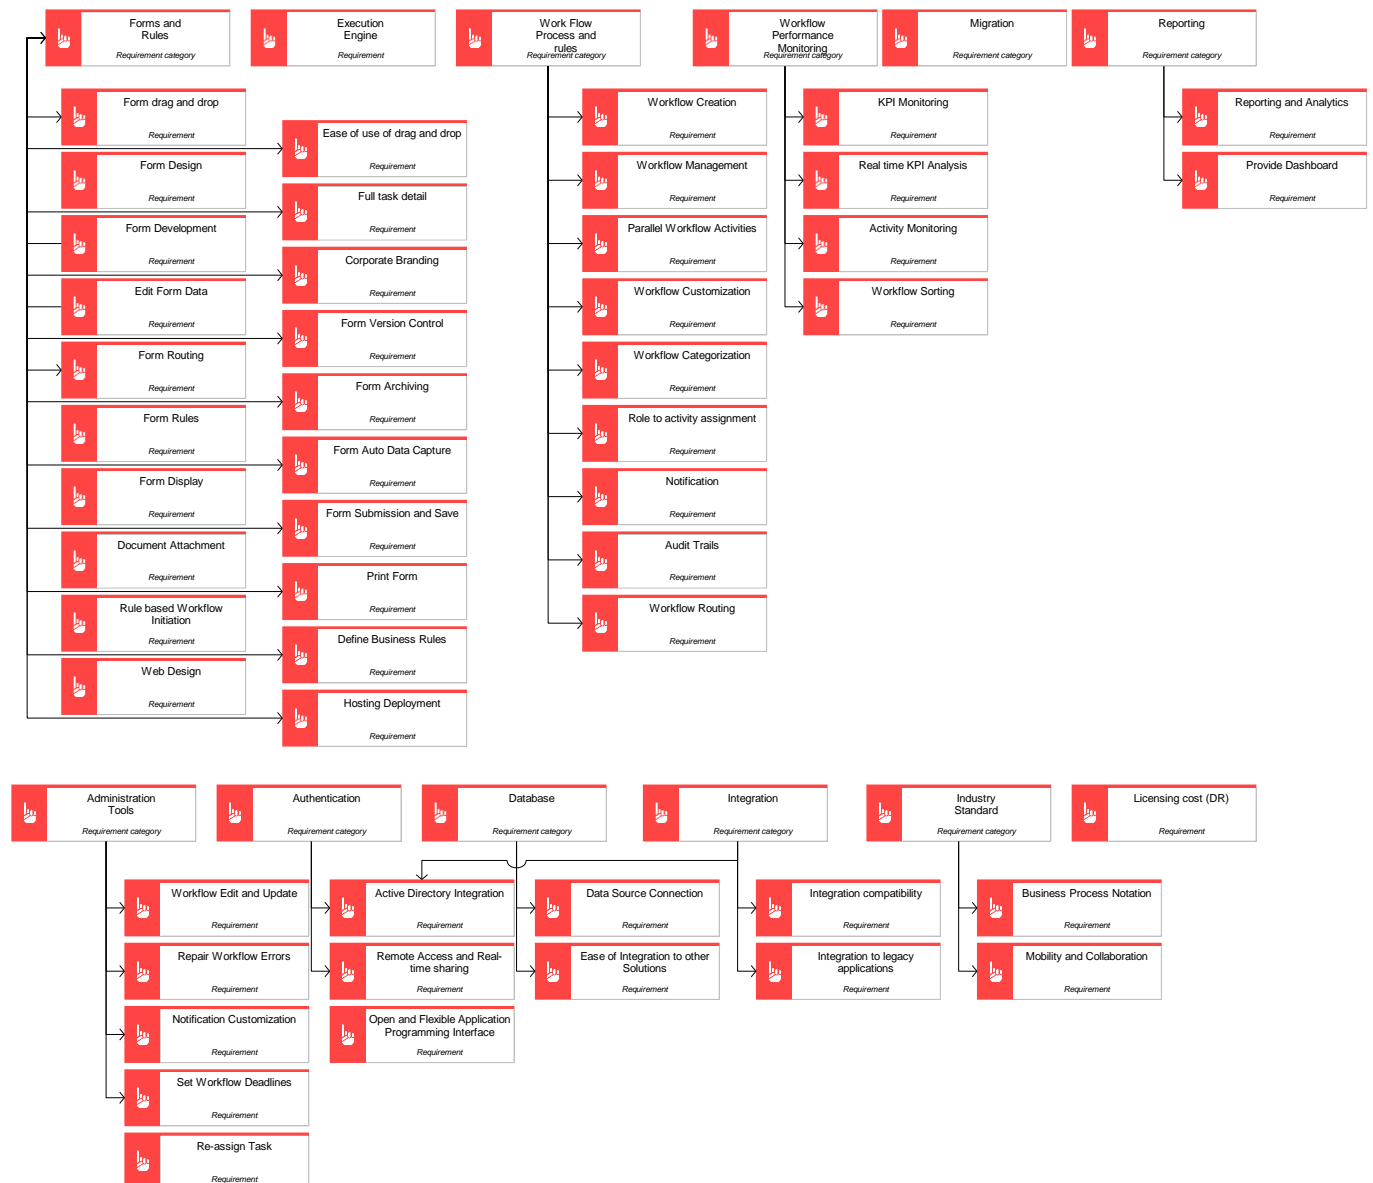 Forms and
Rules
Requirement category
Execution
Engine
Requirement
Work Flow
Process and
rules
Requirement category
Workflow
Performance
Monitoring
Requirement category
Migration
Requirement category
Reporting
Requirement category
Form drag and drop
Requirement
Form Design
Requirement
Form Development
Requirement
Edit Form Data
Requirement
Form Routing
Requirement
Form Rules
Requirement
Form Display
Requirement
Document Attachment
Requirement
Rule based Workflow
Initiation
Requirement
Web Design
Requirement
Ease of use of drag and drop
Requirement
Full task detail
Requirement
Corporate Branding
Requirement
Form Version Control
Requirement
Form Archiving
Requirement
Form Auto Data Capture
Requirement
Form Submission and Save
Requirement
Print Form
Requirement
Define Business Rules
Requirement
Hosting Deployment
Requirement
Workflow Creation
Requirement
Workflow Management
Requirement
Parallel Workflow Activities
Requirement
Workflow Customization
Requirement
Workflow Categorization
Requirement
Role to activity assignment
Requirement
Notification
Requirement
Audit Trails
Requirement
Workflow Routing
Requirement
KPI Monitoring
Requirement
Real time KPI Analysis
Requirement
Activity Monitoring
Requirement
Workflow Sorting
Requirement
Reporting and Analytics
Requirement
Provide Dashboard
Requirement
Administration
Tools
Requirement category
Authentication
Requirement category
Database
Requirement category
Integration
Requirement category
Industry
Standard
Requirement category
Licensing cost (DR)
Requirement
Workflow Edit and Update
Requirement
Repair Workflow Errors
Requirement
Notification Customization
Requirement
Set Workflow Deadlines
Requirement
Re-assign Task
Requirement
Active Directory Integration
Requirement
Remote Access and Real-
time sharing
Requirement
Open and Flexible Application
Programming Interface
Requirement
Data Source Connection
Requirement
Ease of Integration to other
Solutions
Requirement
Integration compatibility
Requirement
Integration to legacy
applications
Requirement
Business Process Notation
Requirement
Mobility and Collaboration
Requirement